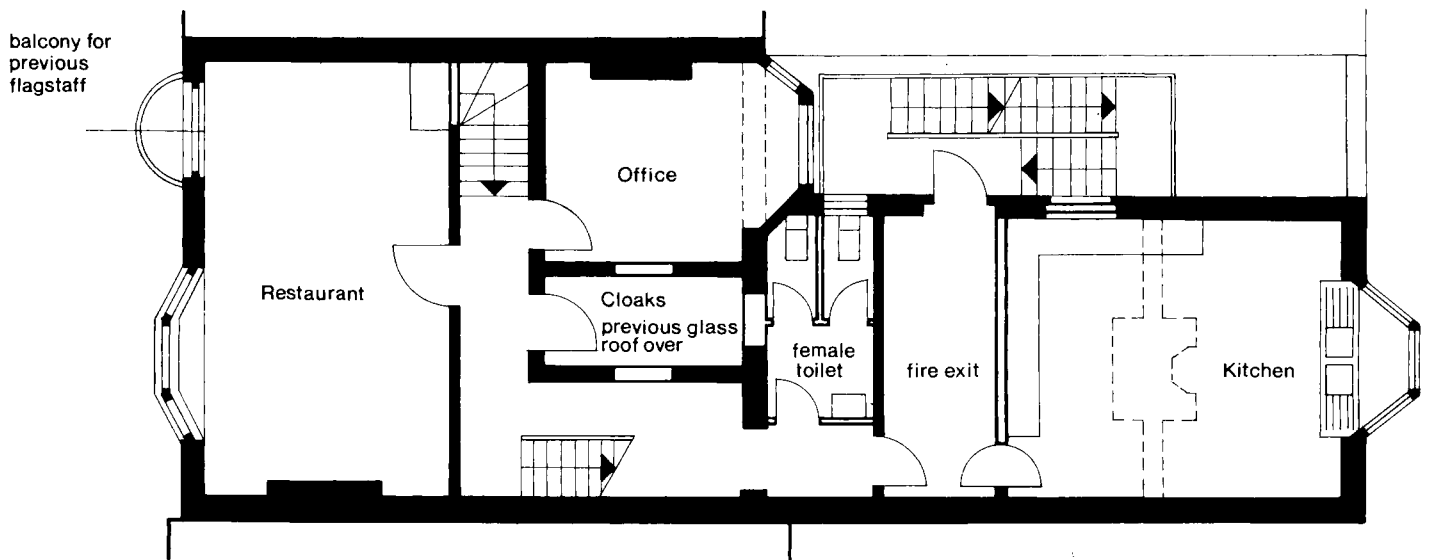 balcony for
previous
flagstaff
Office
Restaurant
Cloaks
previous glass
roof over
female
toilet
fire exit
Kitchen